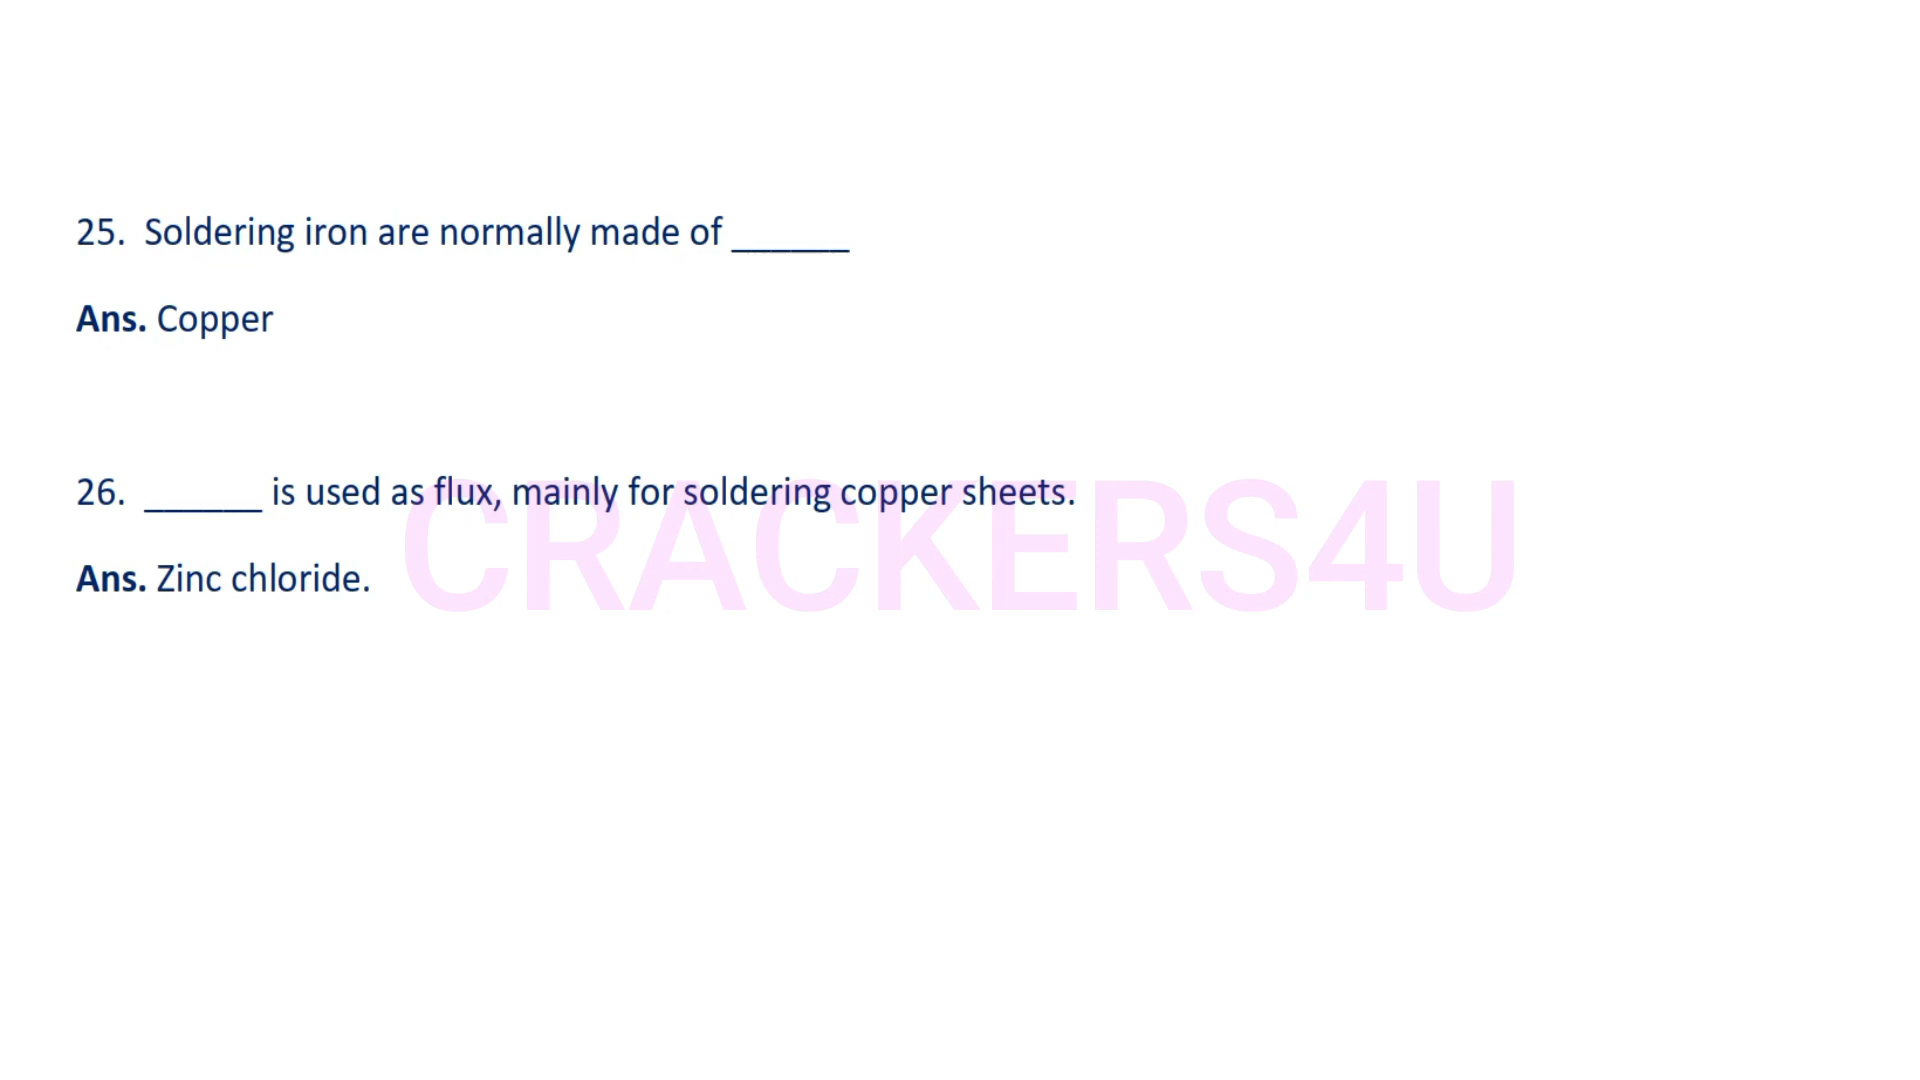 25. Soldering iron are normally made of ______
Ans. Copper
26. ______ is used as flux, mainly for soldering copper sheets.
Ans. Zinc chloride.
CRACKERS4U